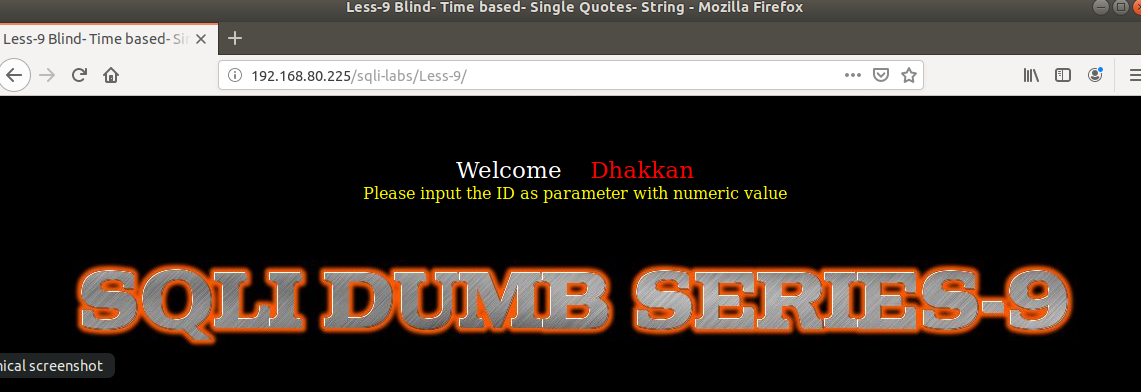 Less-9 Blind- Time based- Single Quotes- String - Mozilla Firefox
Less-9 Blind- Time based- Sin
192.168.80.225/sqli-labs/Less-9/
Welcome Dhakkan
Please input the ID as parameter with numeric value
SQLI DUMB SERIES-9
nical screenshot